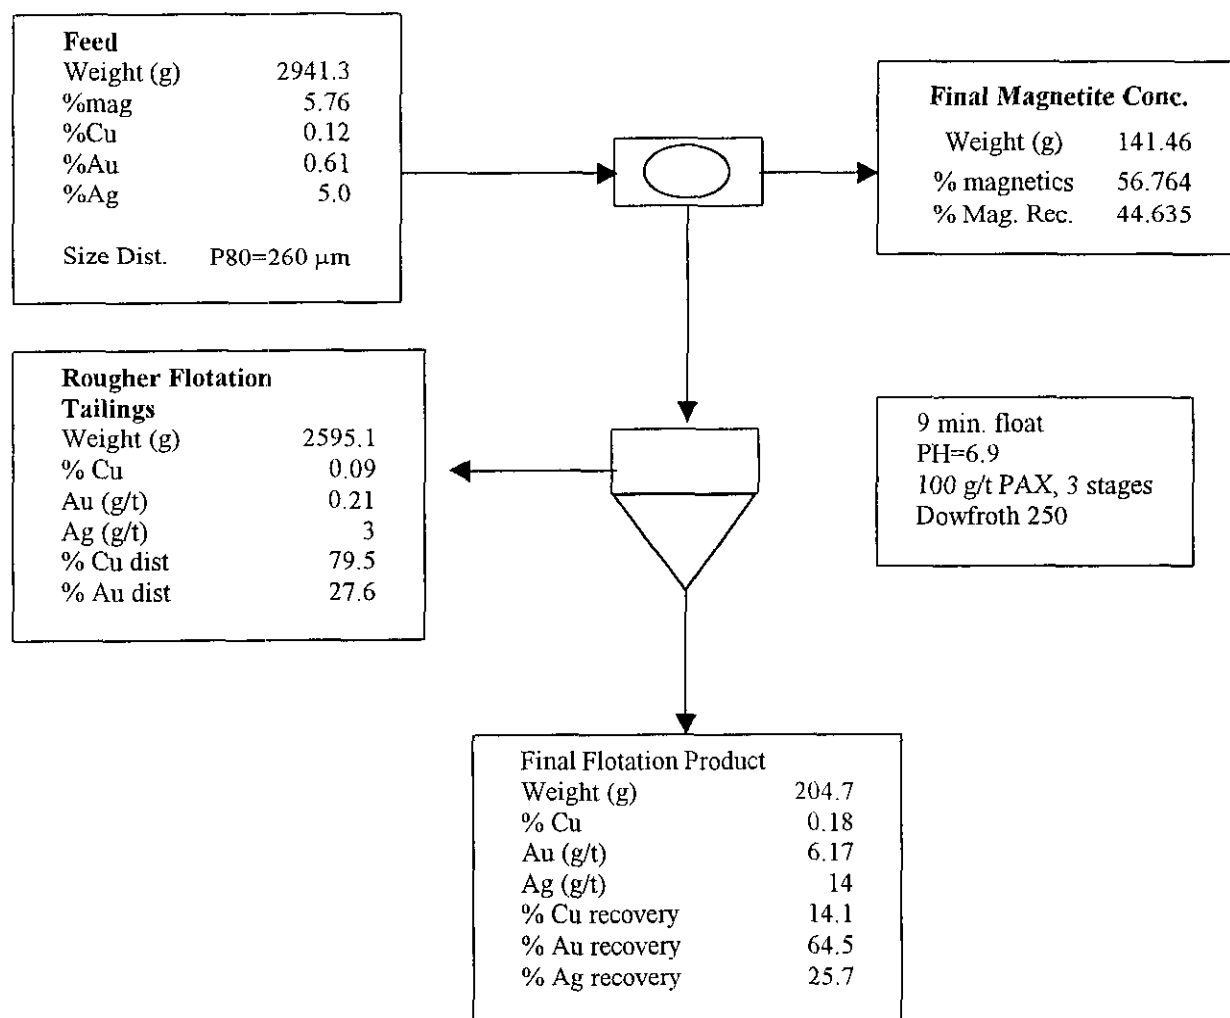 Feed
Weight (g) 2941.3
%mag 5.76
%Cu 0.12
%Au 0.61
%Ag 5.0
Size Dist. P80=260 μm
Final Magnetite Conc.
Weight (g) 141.46
% magnetics 56.764
% Mag. Rec. 44.635
Rougher Flotation
Tailings
Weight (g) 2595.1
% Cu 0.09
Au (g/t) 0.21
Ag (g/t) 3
% Cu dist 79.5
% Au dist 27.6
9 min. float
PH=6.9
100 g/t PAX, 3 stages
Dowfroth 250
Final Flotation Product
Weight (g) 204.7
% Cu 0.18
Au (g/t) 6.17
Ag (g/t) 14
% Cu recovery 14.1
% Au recovery 64.5
% Ag recovery 25.7